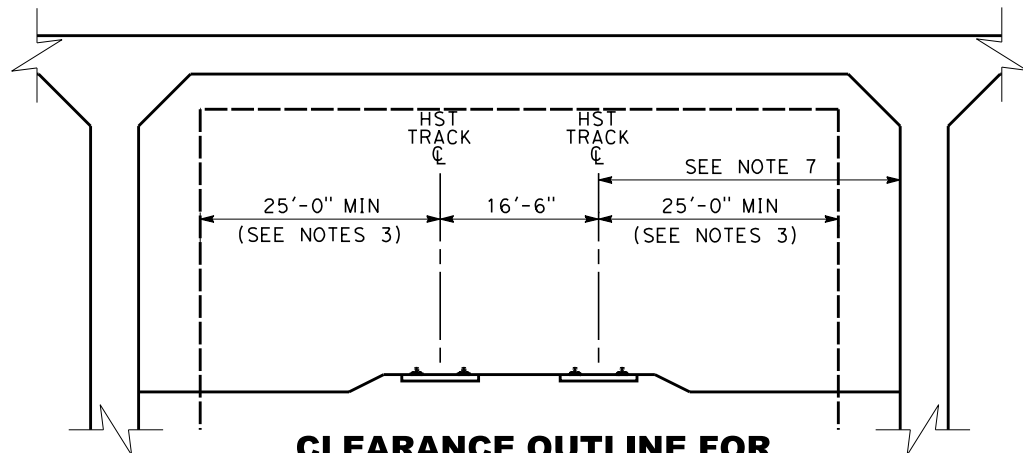 HST
TRACK
℄
HST
TRACK
℄
SEE NOTE 7
25'-0" MIN
(SEE NOTES 3)
16'-6"
25'-0" MIN
(SEE NOTES 3)
CLEARANCE OUTLINE FOR